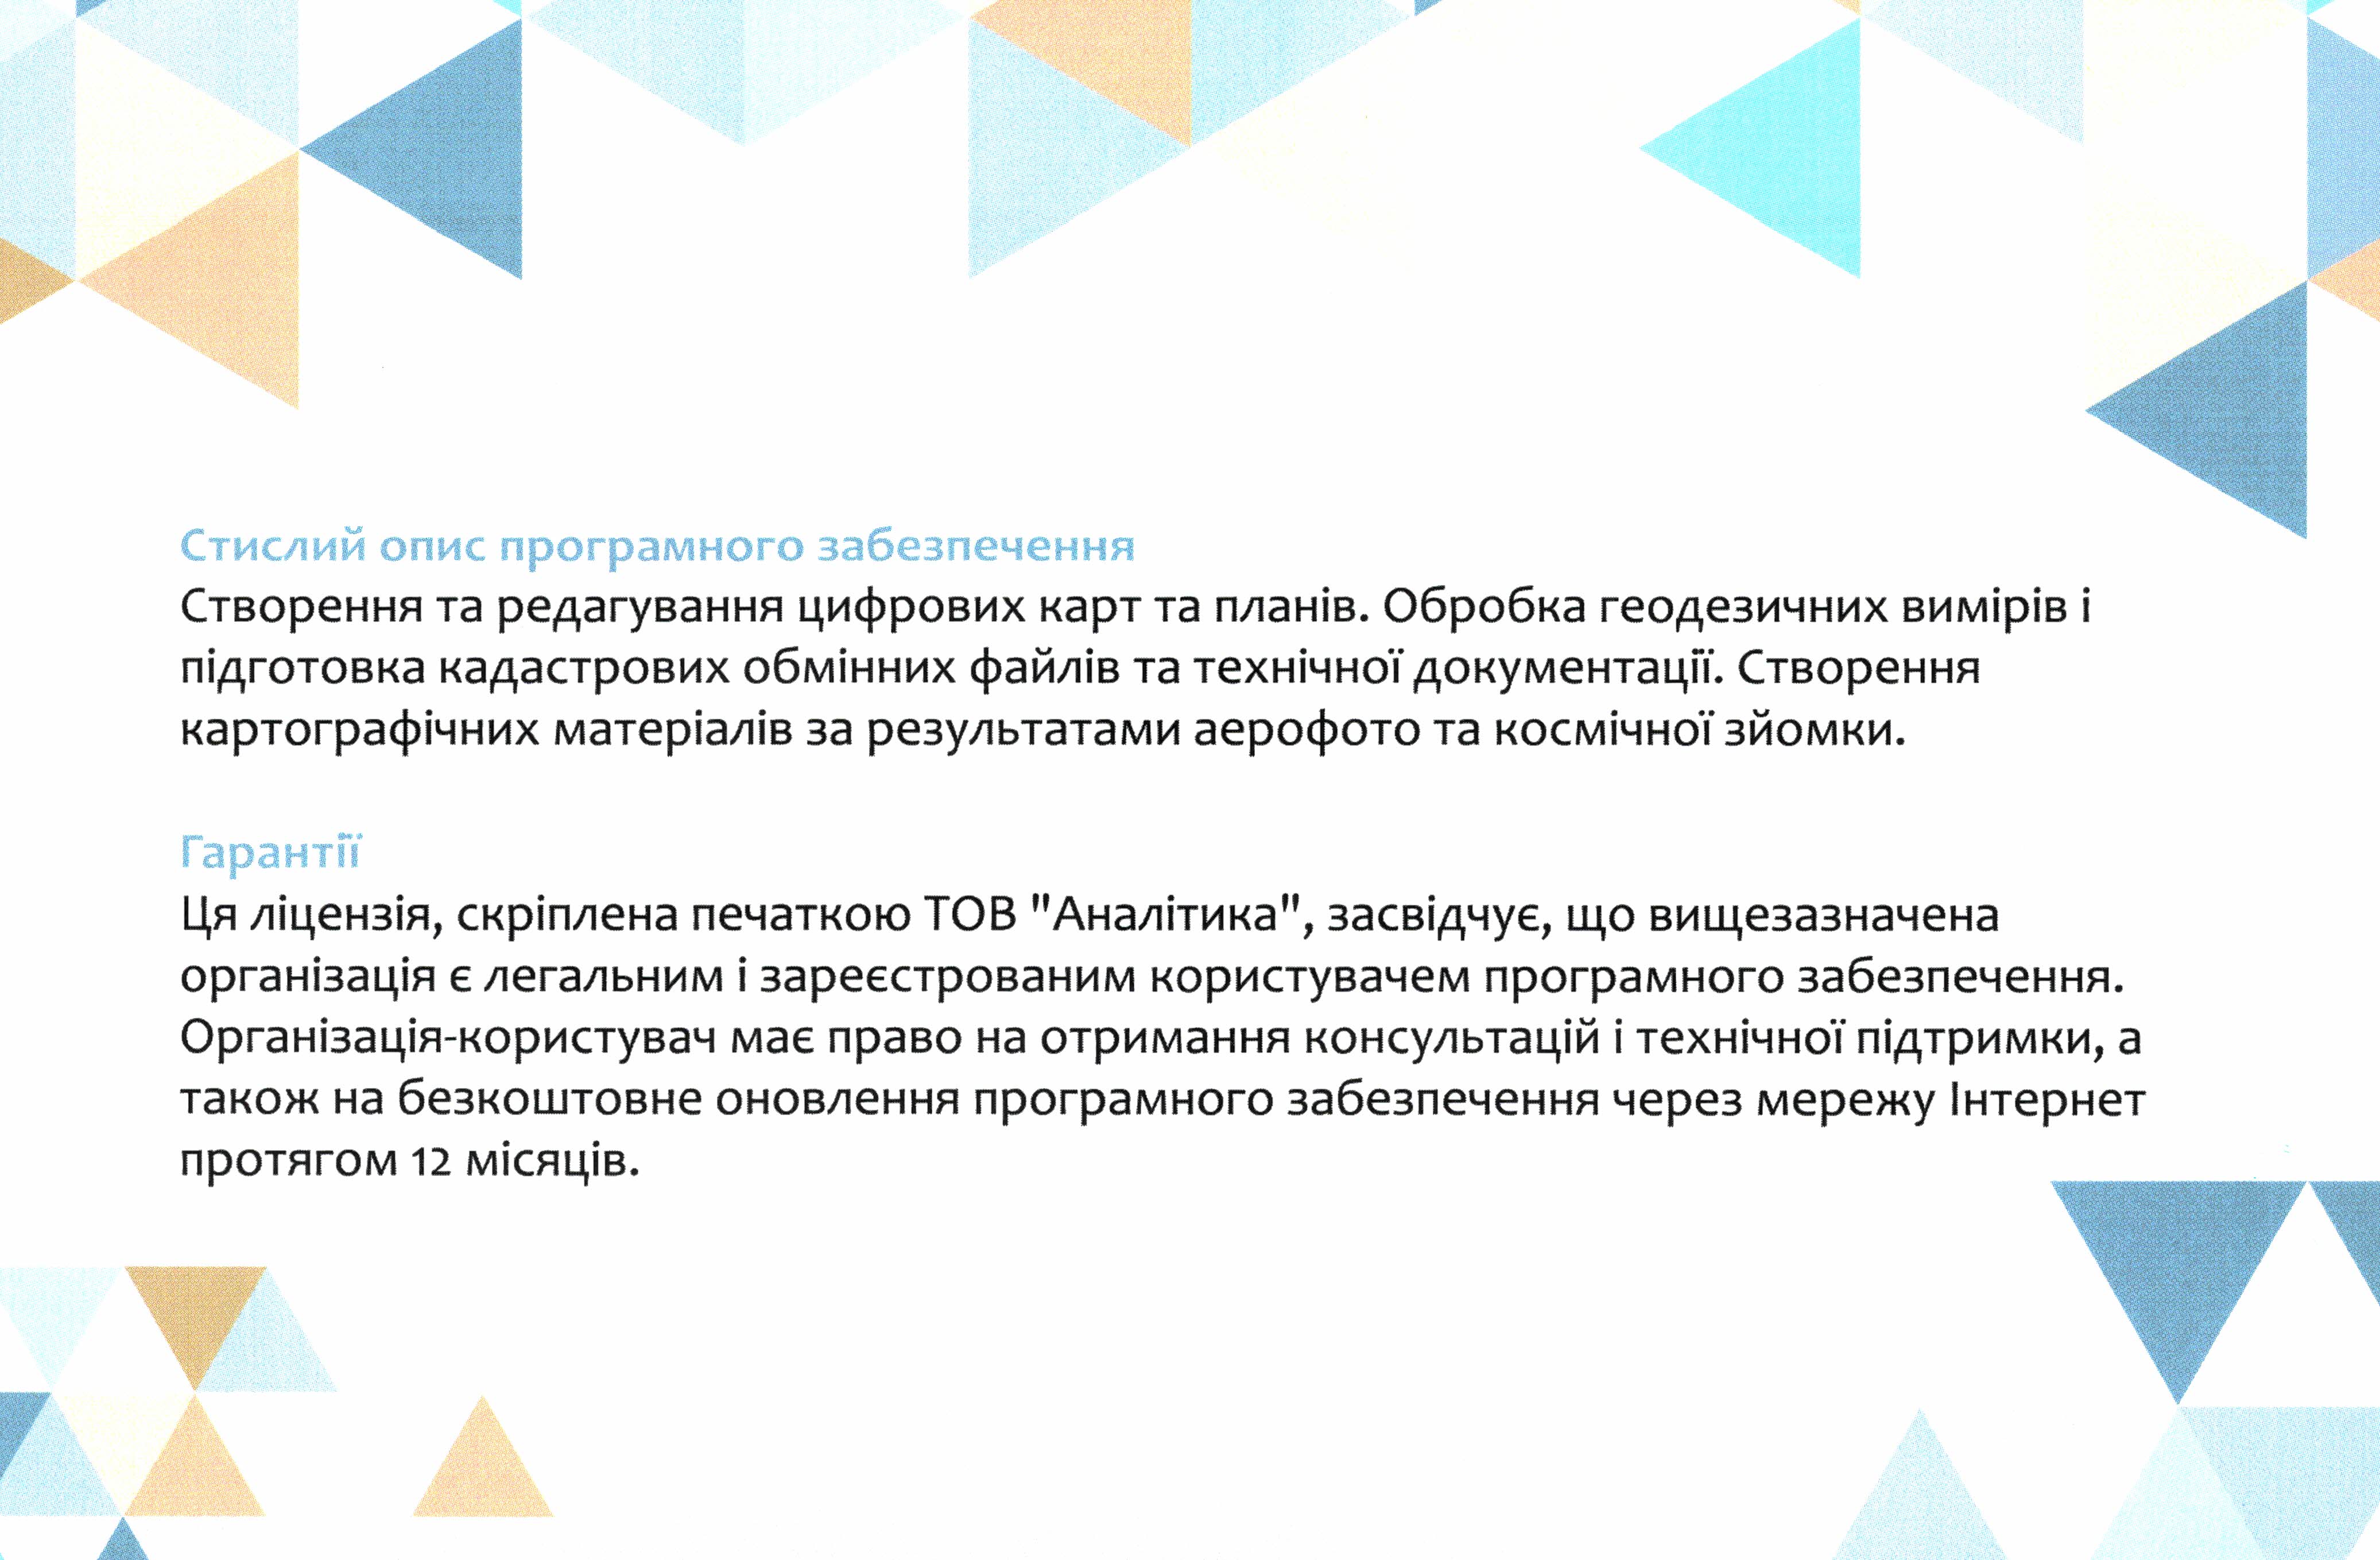 Стислий опис програмного забезпечення
Створення та редагування цифрових карт та планів. Обробка геодезичних вимірів і
підготовка кадастрових обмінних файлів та технічної документації. Створення
картографічних матеріалів за результатами аерофото та космічної зйомки.
Гарантії
Ця ліцензія, скріплена печаткою ТОВ "Аналітика", засвідчує, що вищезазначена
організація є легальним і зареєстрованим користувачем програмного забезпечення.
Організація-користувач має право на отримання консультацій і технічної підтримки, а
також на безкоштовне оновлення програмного забезпечення через мережу Інтернет
протягом 12 місяців.